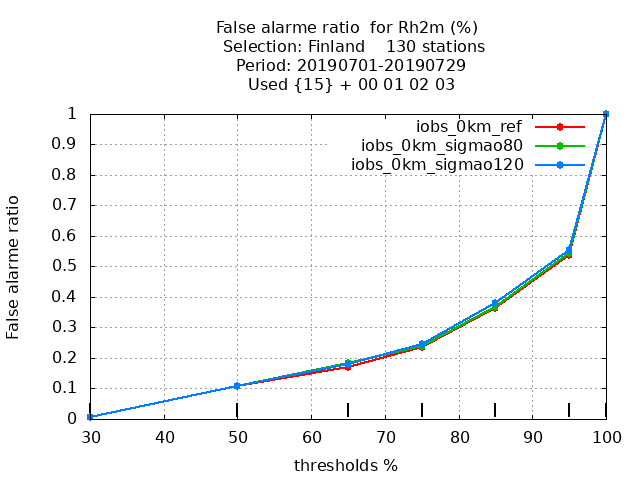 False alarme ratio  for Rh2m (%)
Selection: Finland    130 stations
Period: 20190701-20190729
Used {15} + 00 01 02 03
iobs_0km_ref
iobs_0km_sigmao80
iobs_0km_sigmao120
False alarme ratio
1
0.9
0.8
0.7
0.6
0.5
0.4
0.3
0.2
0.1
0
30 40 50 60 70 80 90 100
thresholds %